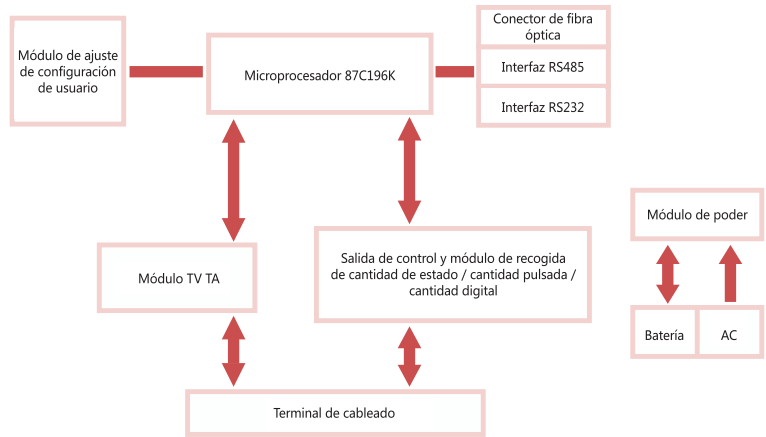 Módulo de ajuste
de configuración
de usuario
Microprocesador 87C196K
Conector de fibra
óptica
Interfaz RS485
Interfaz RS232
Módulo TV TA
Salida de control y módulo de recogida
de cantidad de estado / cantidad pulsada /
cantidad digital
Terminal de cableado
Módulo de poder
Batería
AC